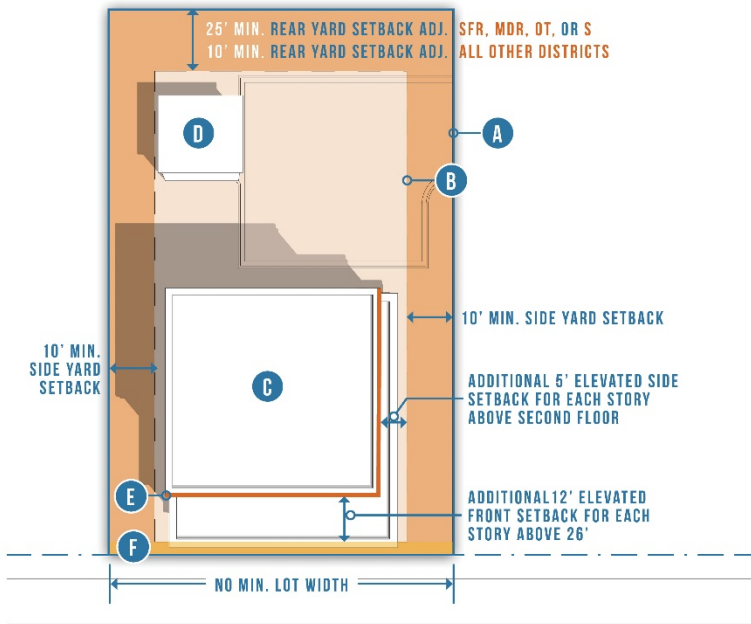 25' MIN. REAR YARD SETBACK ADJ. SFR, MDR, OT, OR S
10' MIN. REAR YARD SETBACK ADJ. ALL OTHER DISTRICTS
D
A
B
10' MIN. SIDE YARD SETBACK
10' MIN.
SIDE YARD
SETBACK
C
ADDITIONAL 5' ELEVATED SIDE
SETBACK FOR EACH STORY
ABOVE SECOND FLOOR
E
ADDITIONAL12' ELEVATED
FRONT SETBACK FOR EACH
STORY ABOVE 26'
F
NO MIN. LOT WIDTH